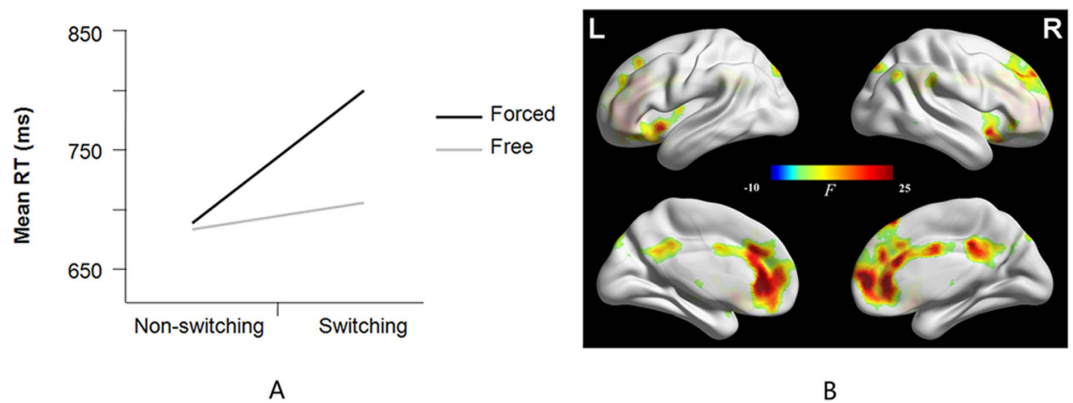 850
750
650
Mean RT (ms)
Forced
Free
Non-switching Switching
A
L R
-10 F 25
B